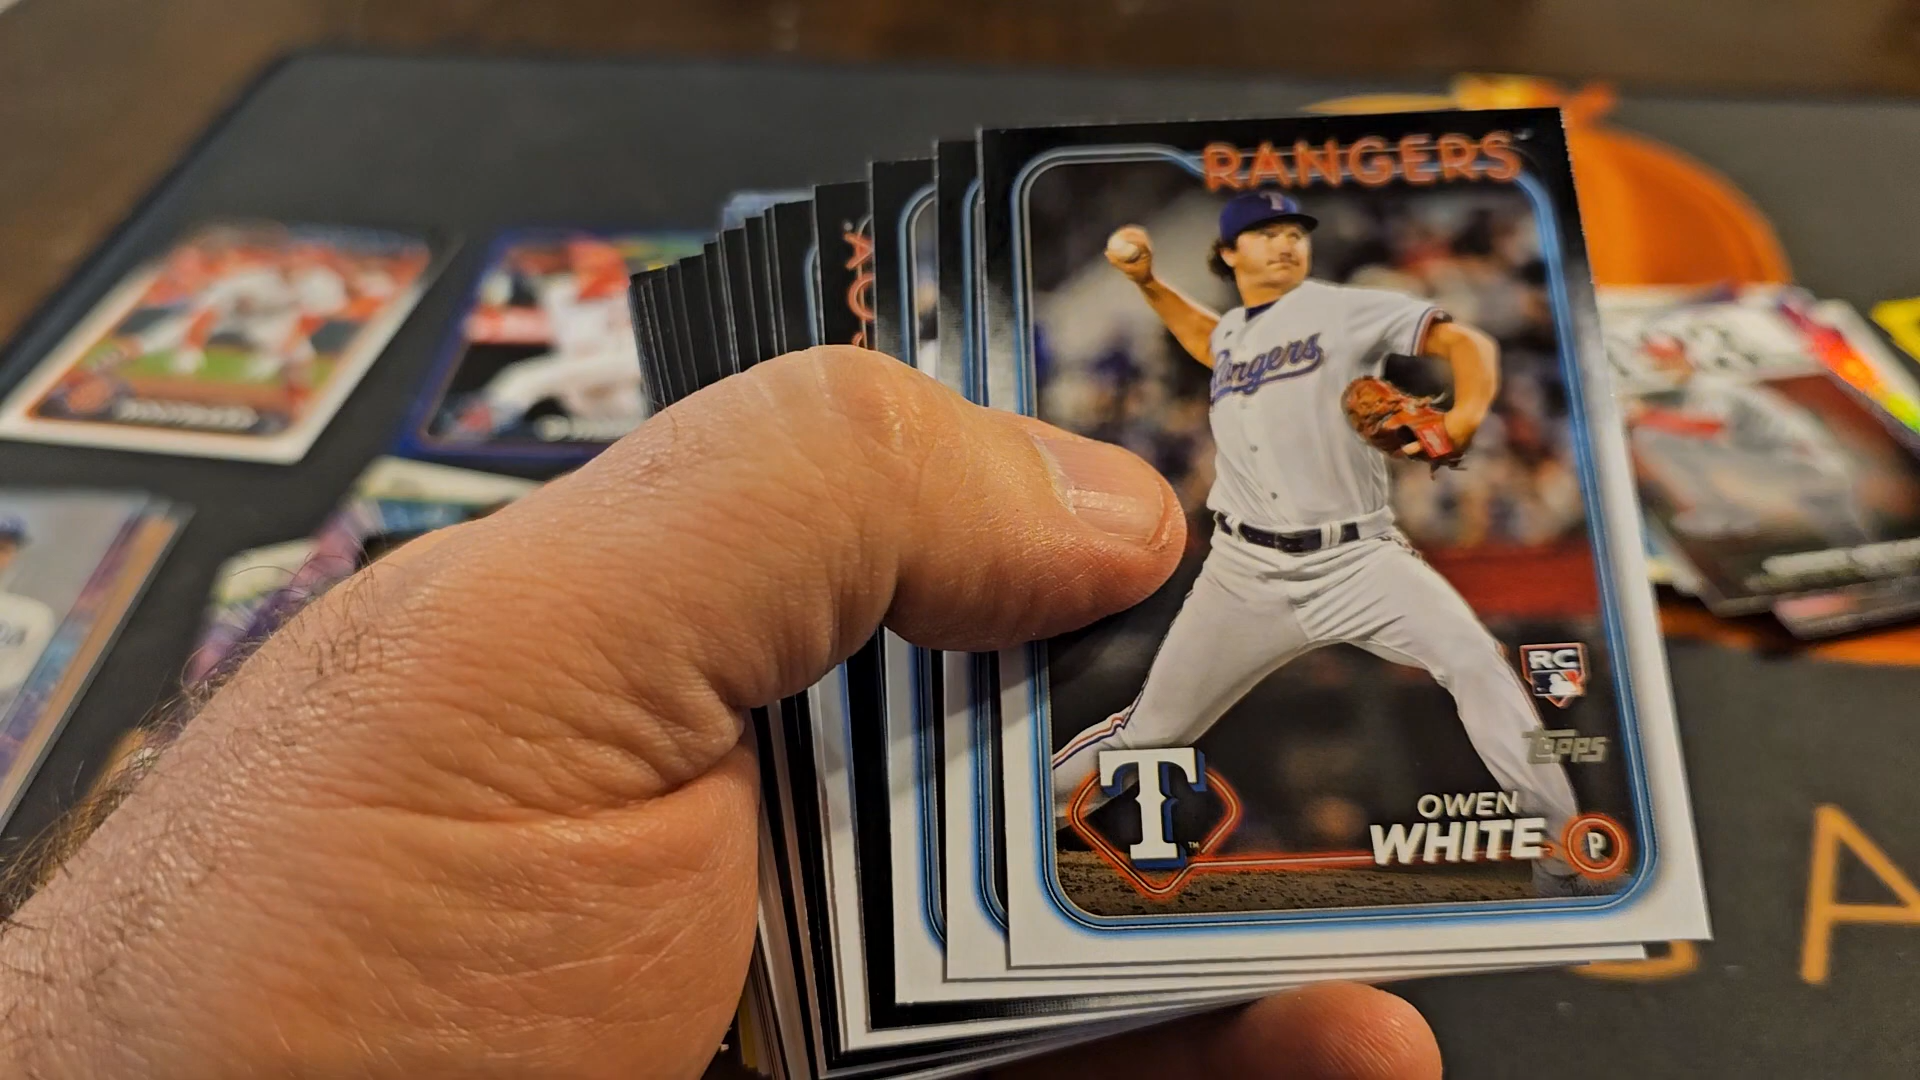 RANGERS
Rangers
RC
Topps
T
OWEN
WHITE
P
A